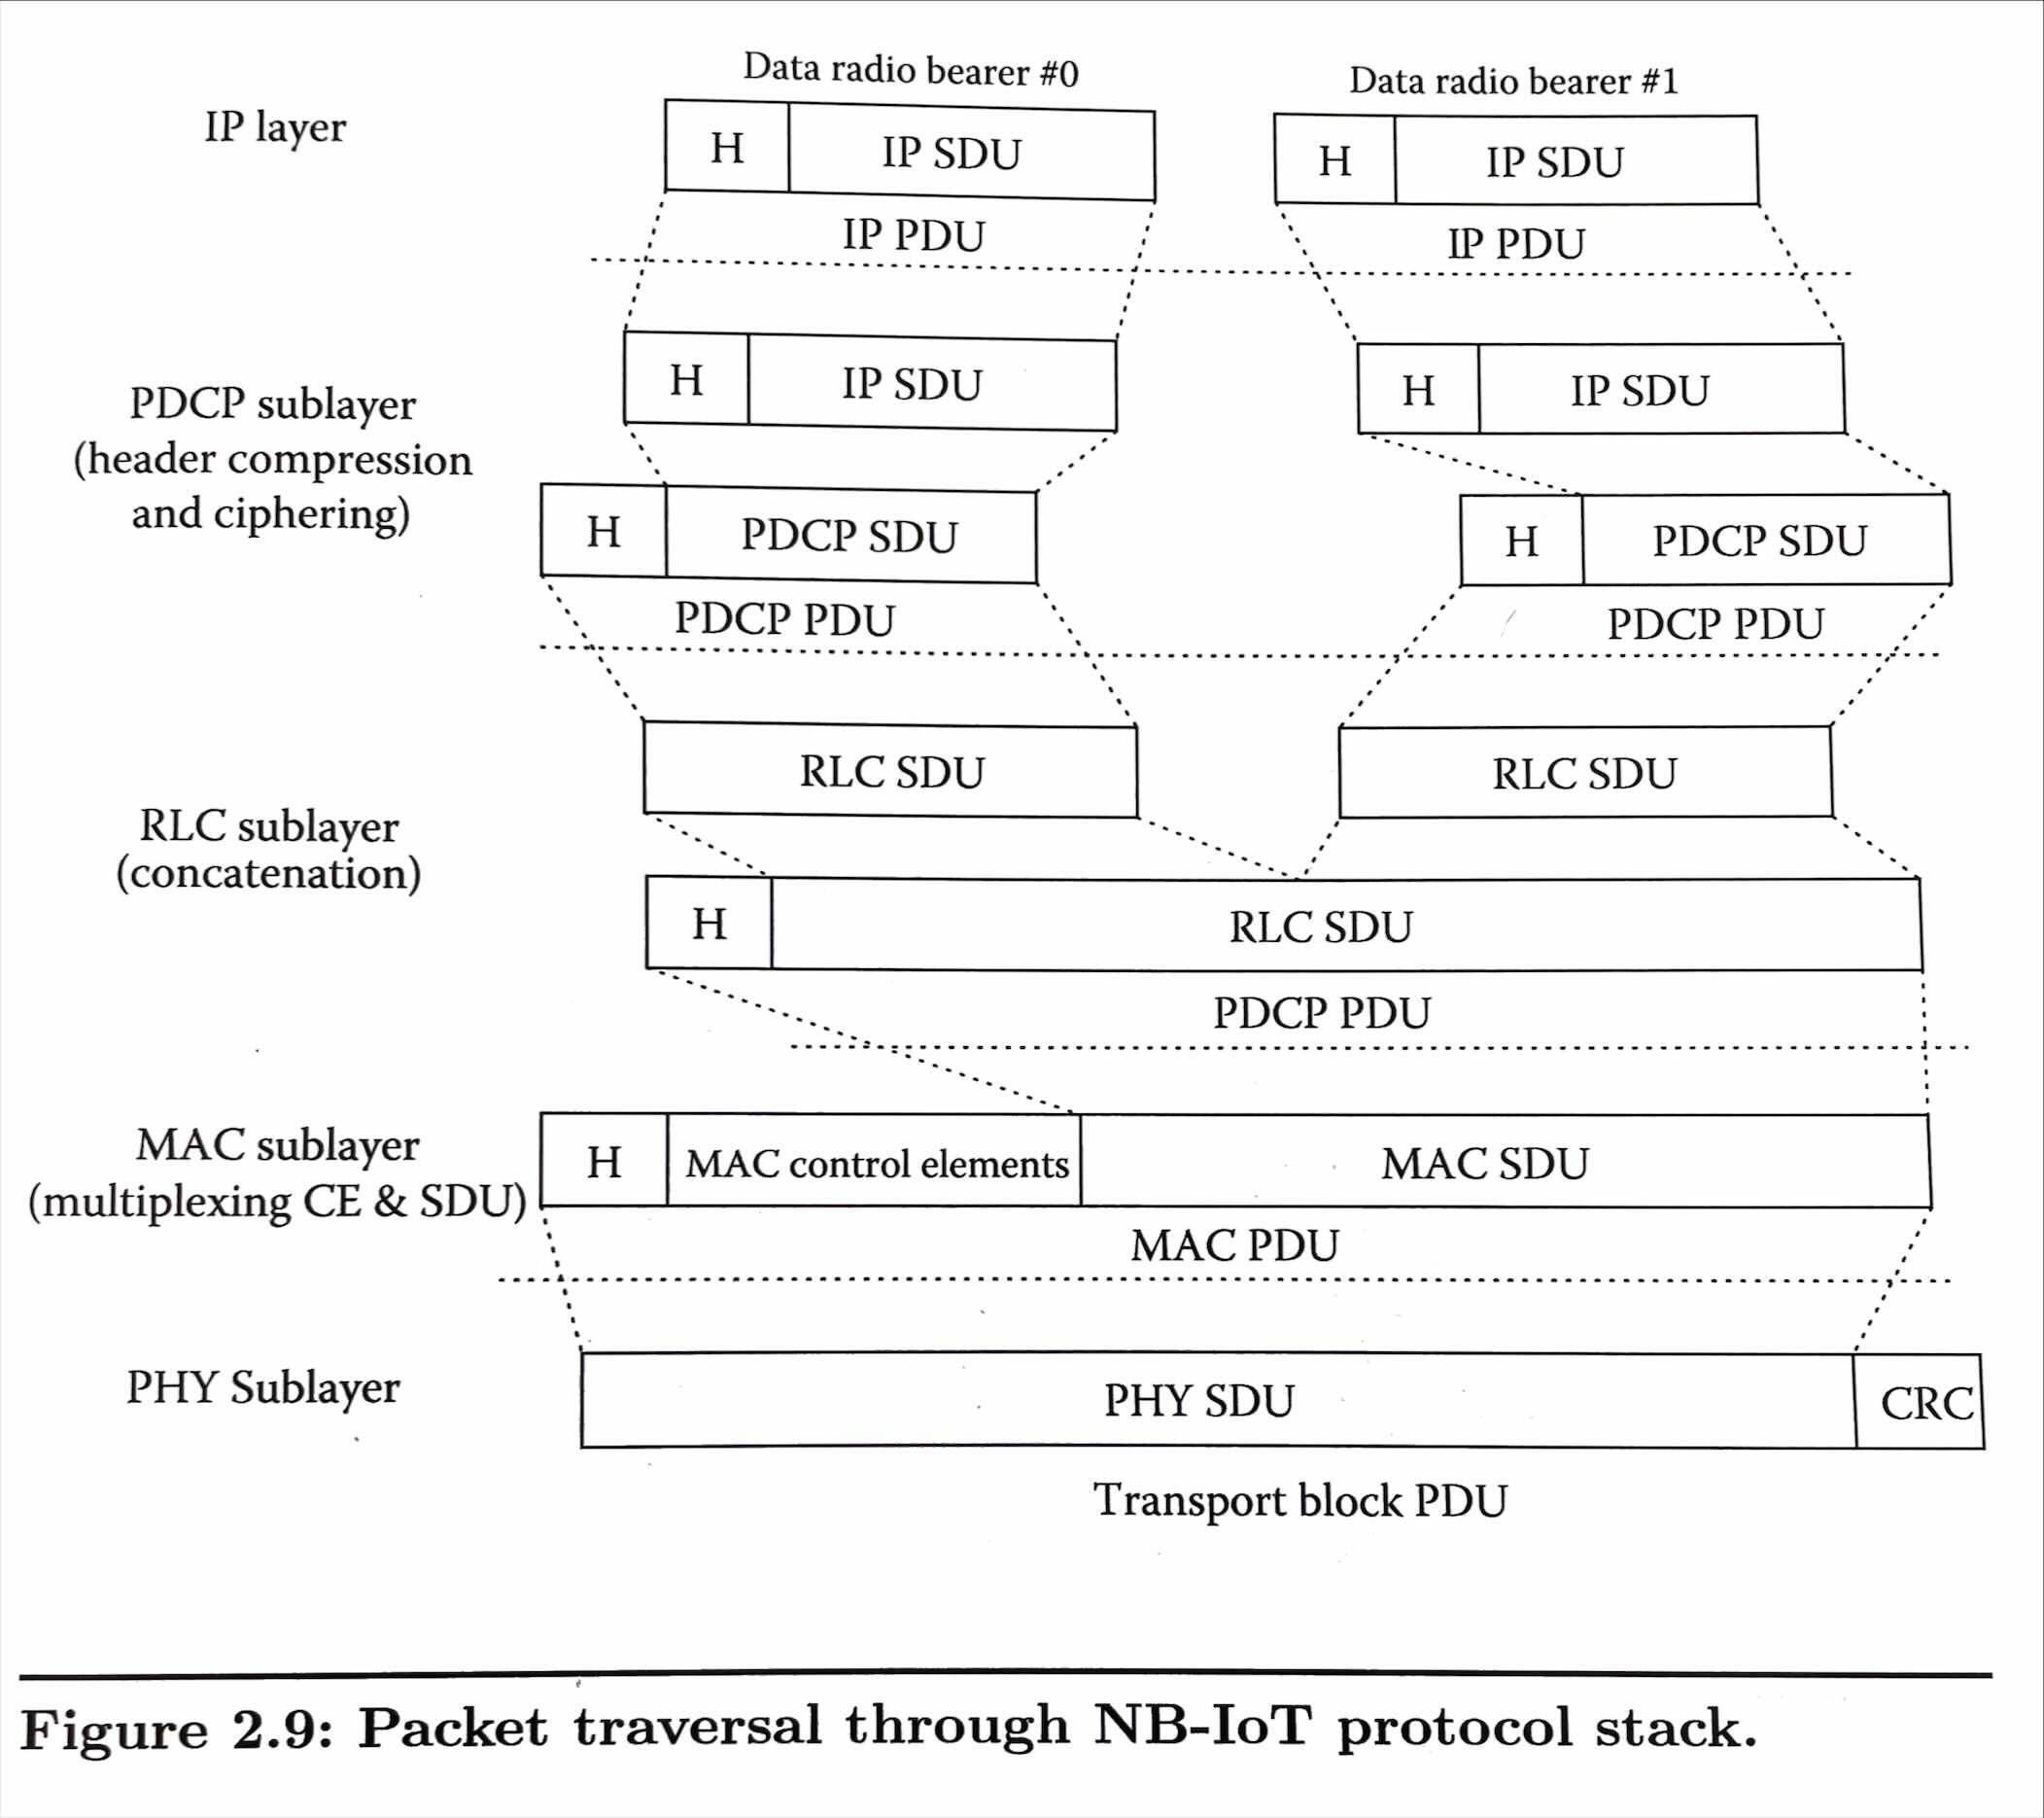 Data radio bearer #0
Data radio bearer #1
IP layer
H
IP SDU
H
IP SDU
IP PDU
IP PDU
H
IP SDU
H
IP SDU
PDCP sublayer
(header compression
and ciphering)
H
PDCP SDU
H
PDCP SDU
PDCP PDU
PDCP PDU
RLC SDU
RLC SDU
RLC sublayer
(concatenation)
H
RLC SDU
PDCP PDU
MAC sublayer
(multiplexing CE & SDU)
H
MAC control elements
MAC SDU
MAC PDU
PHY Sublayer
PHY SDU
CRC
Transport block PDU
Figure 2.9: Packet traversal through NB-IoT protocol stack.